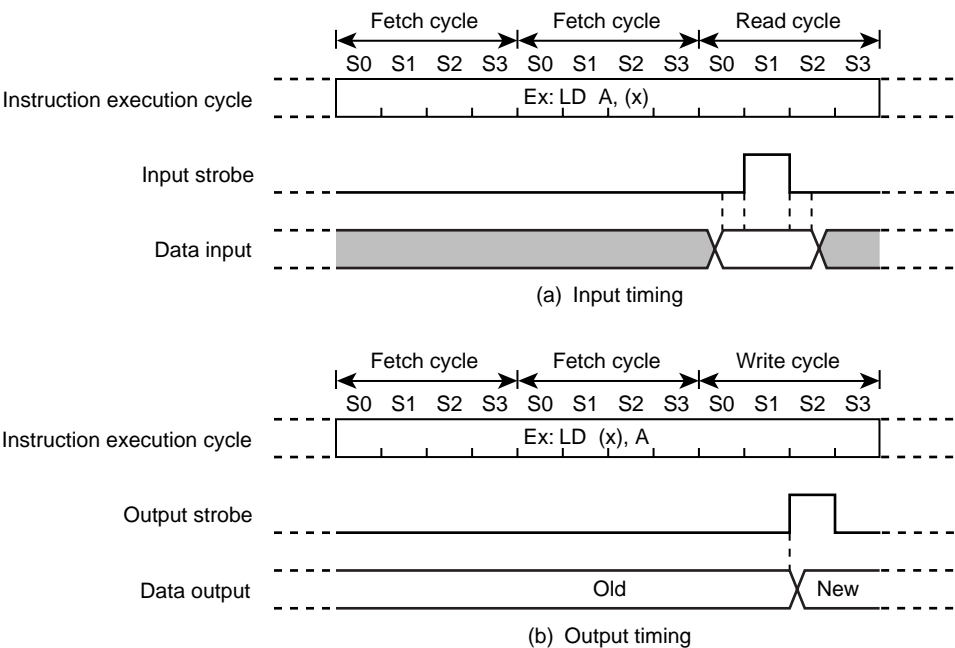 Fetch cycle Fetch cycle Read cycle
S0 S1 S2 S3 S0 S1 S2 S3 S0 S1 S2 S3
Instruction execution cycle Ex: LD A, (x)
Input strobe
Data input
(a) Input timing
Fetch cycle Fetch cycle Write cycle
S0 S1 S2 S3 S0 S1 S2 S3 S0 S1 S2 S3
Instruction execution cycle Ex: LD (x), A
Output strobe
Data output Old New
(b) Output timing